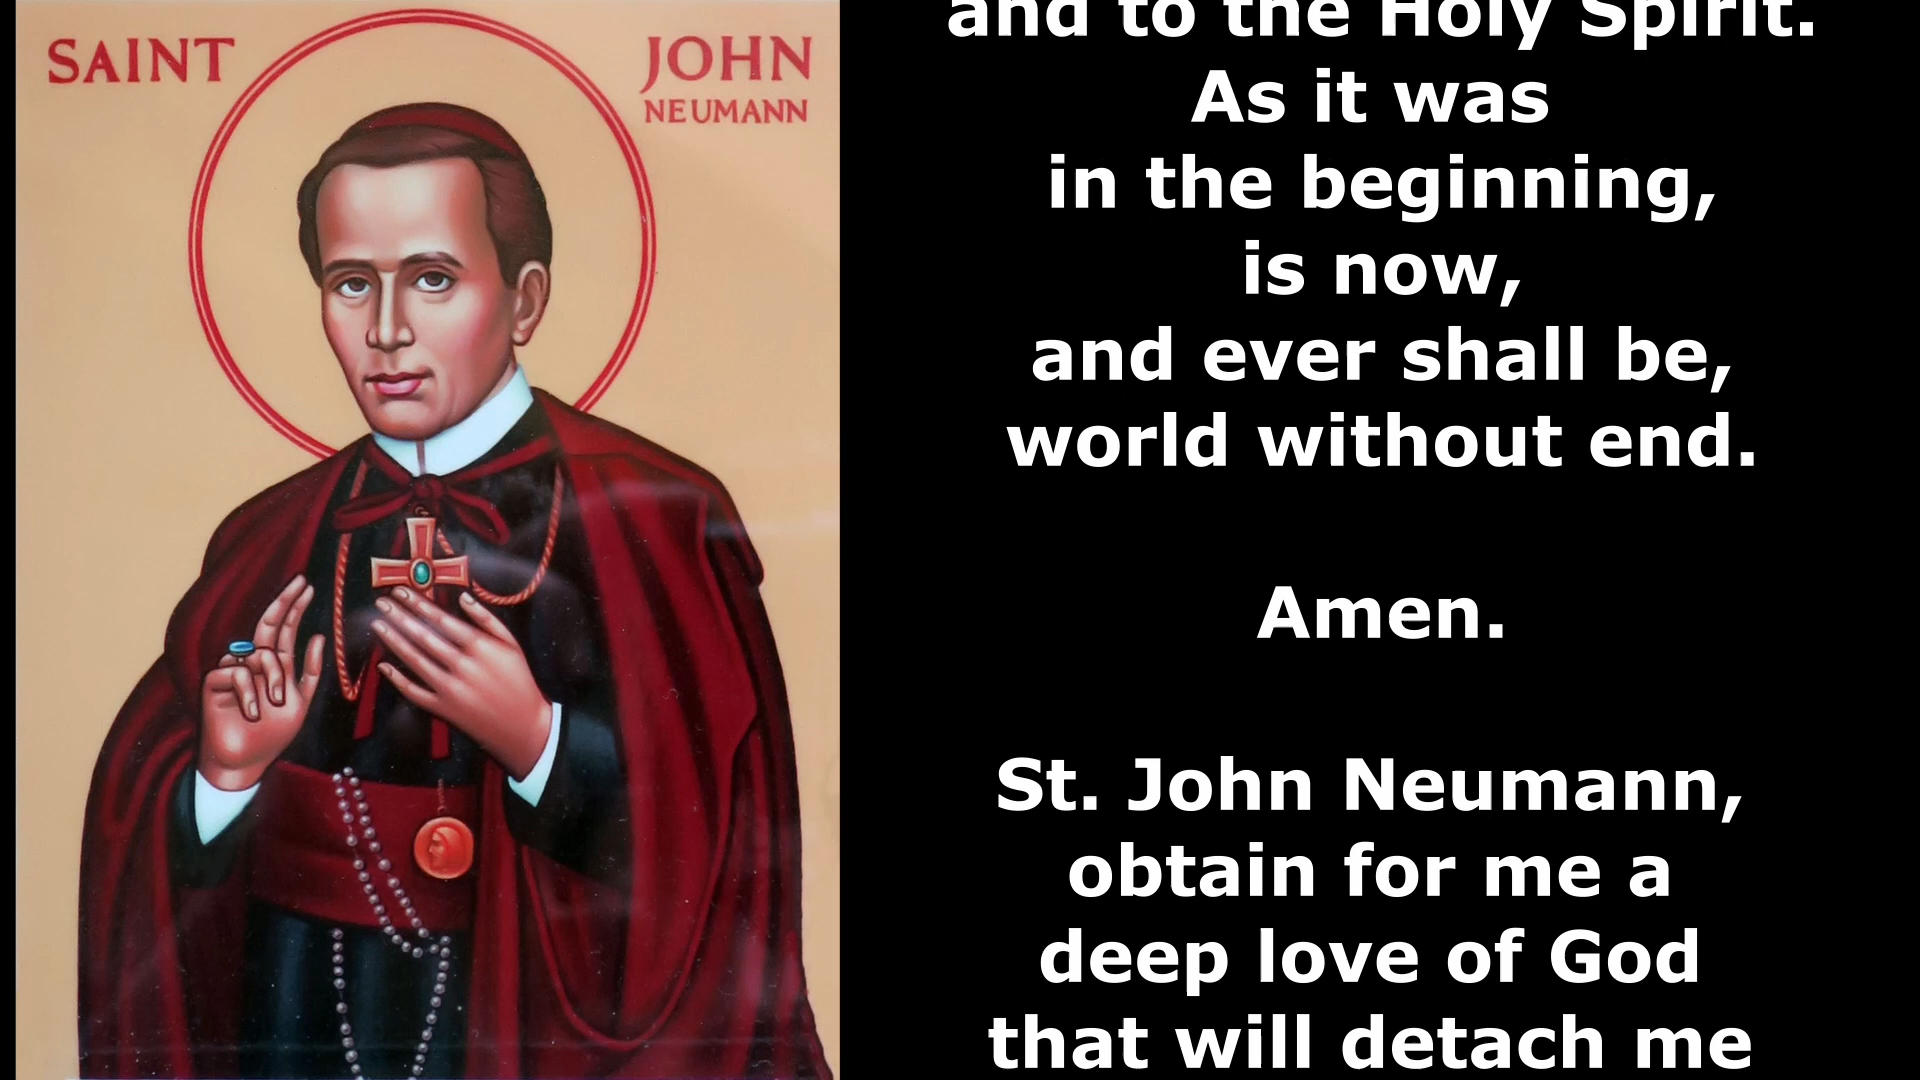 SAINT
JOHN
NEUMANN
and to the Holy Spirit.
As it was
in the beginning,
is now,
and ever shall be,
world without end.
Amen.
St. John Neumann,
obtain for me a
deep love of God
that will detach me